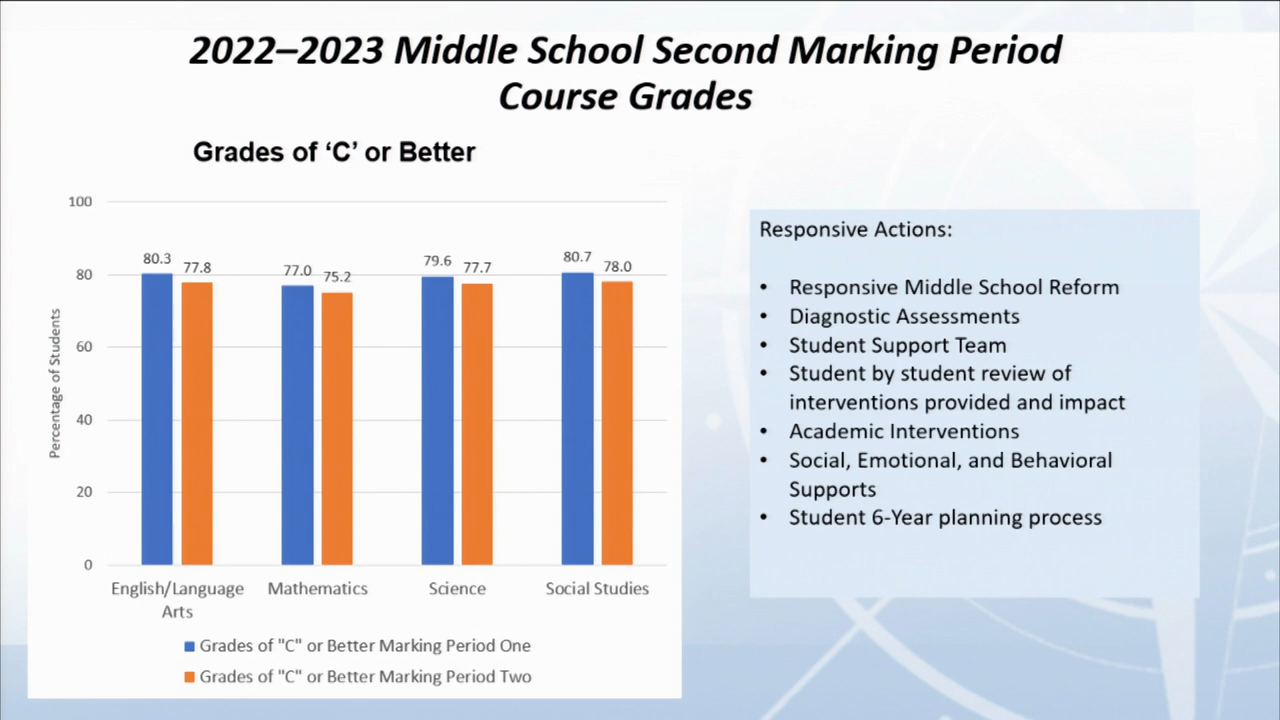 2022–2023 Middle School Second Marking Period
Course Grades
Grades of ‘C’ or Better
100
80
60
40
20
0
Percentage of Students
80.3
77.8
77.0
75.2
79.6
77.7
80.7
78.0
English/Language
Arts
Mathematics
Science
Social Studies
Grades of "C" or Better Marking Period One
Grades of "C" or Better Marking Period Two
Responsive Actions:
• Responsive Middle School Reform
• Diagnostic Assessments
• Student Support Team
• Student by student review of
interventions provided and impact
• Academic Interventions
• Social, Emotional, and Behavioral
Supports
• Student 6-Year planning process